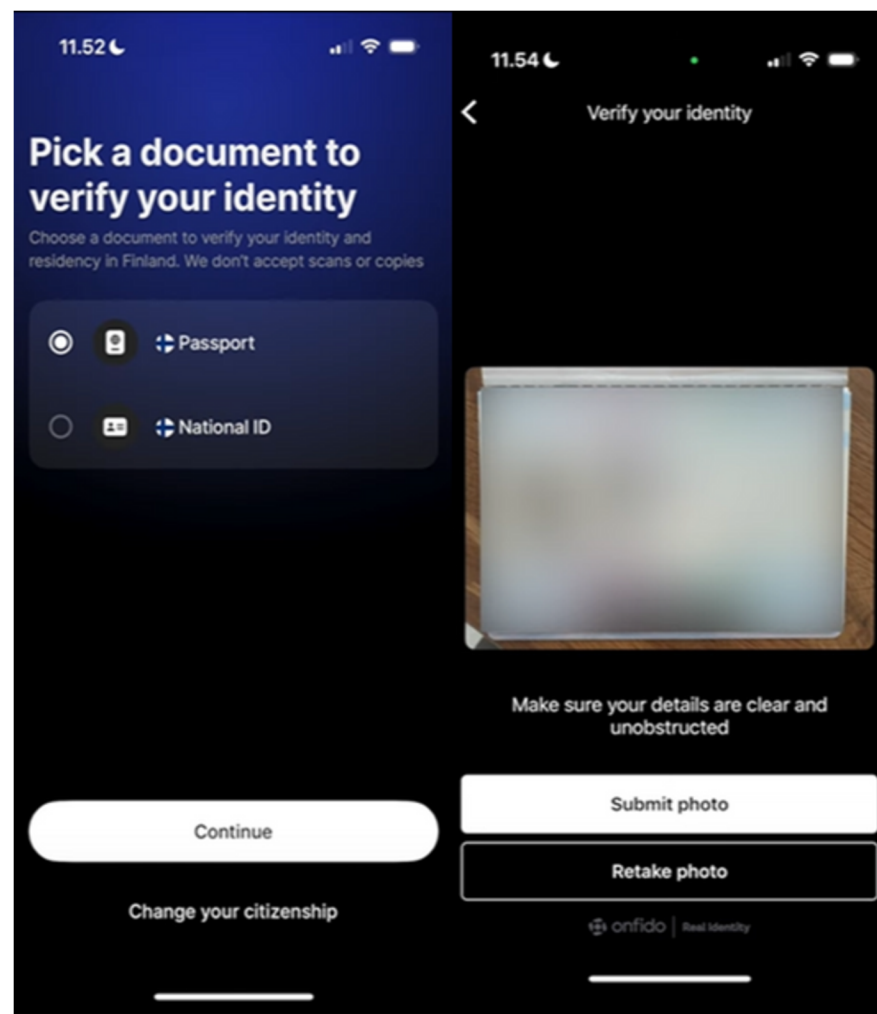 11.52
Pick a document to
verify your identity
Choose a document to verify your identity and
residency in Finland. We don't accept scans or copies
Passport
National ID
Continue
Change your citizenship
11.54
Verify your identity
Make sure your details are clear and
unobstructed
Submit photo
Retake photo
onfido | Real Identity